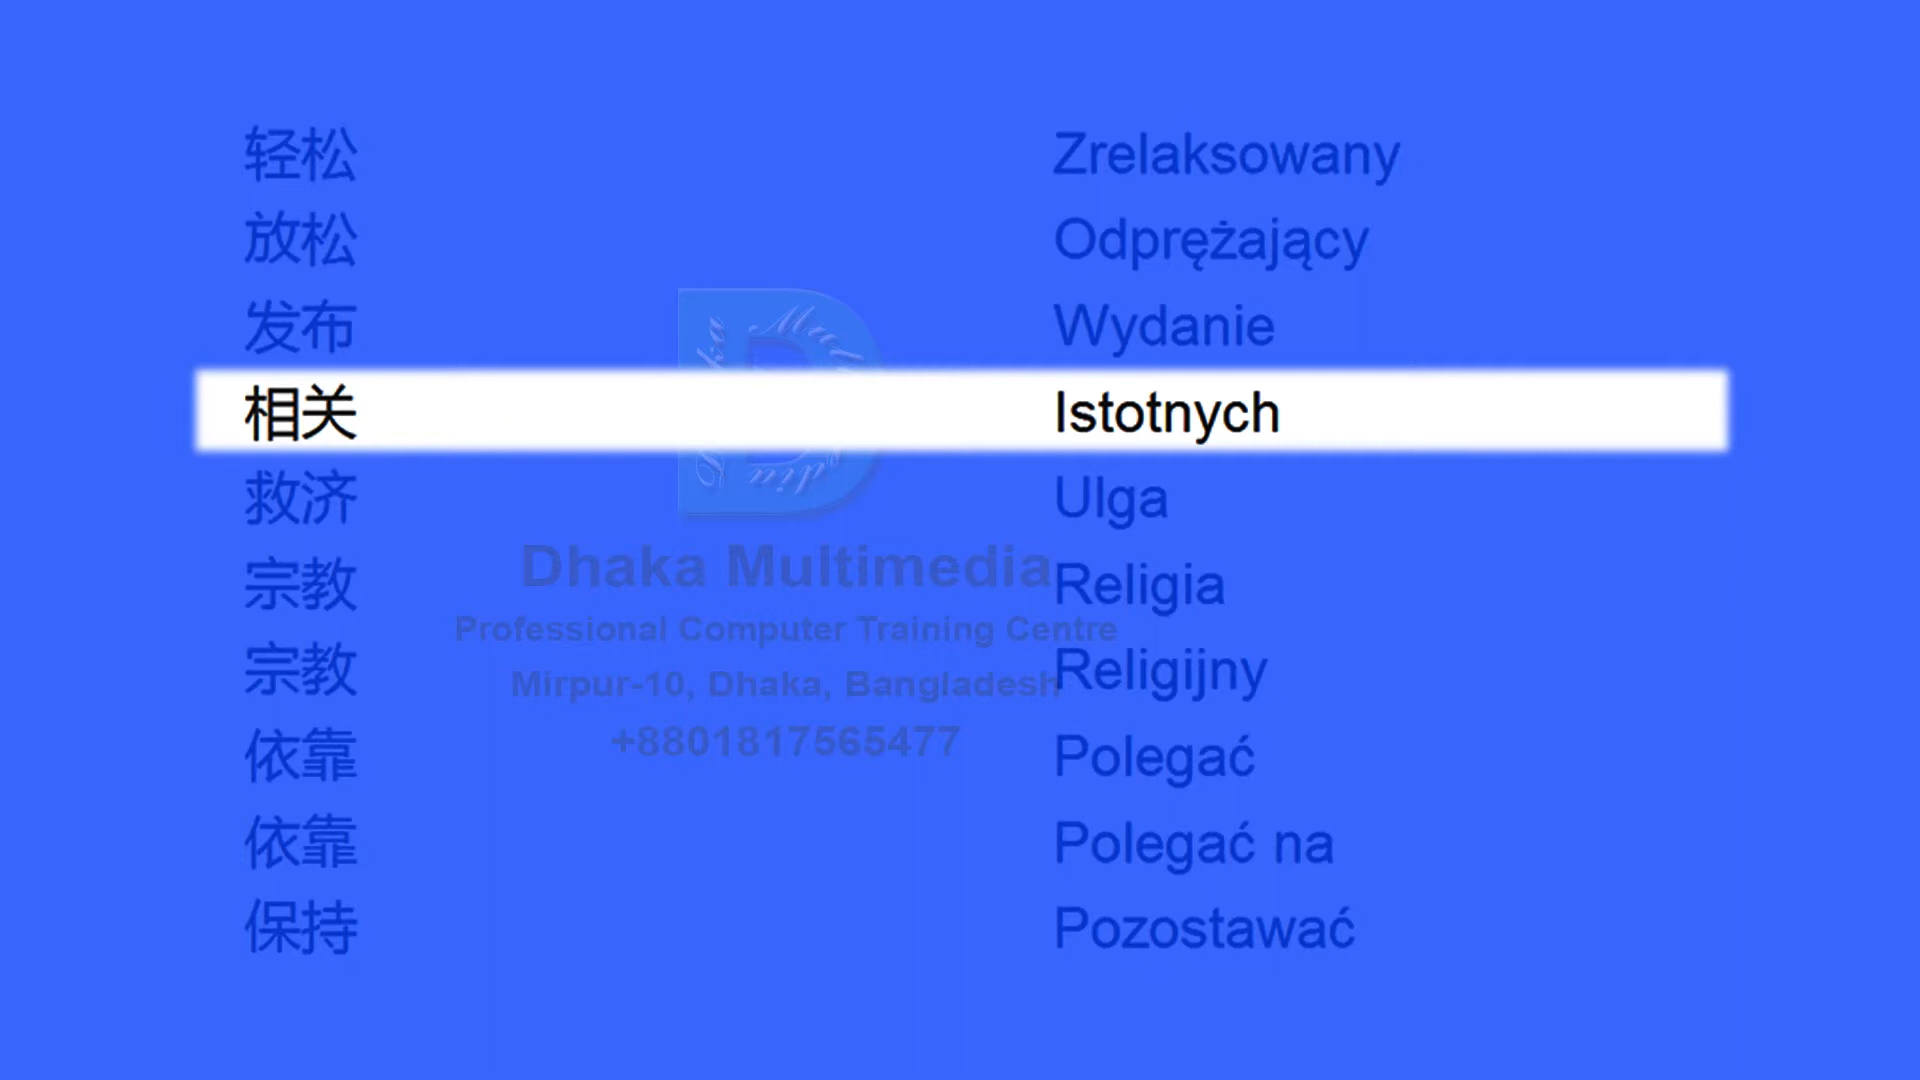 轻松 Zrelaksowany
放松 Odprężający
发布 Wydanie
相关 Istotnych
救济 Ulga
Dhaka Multimedia
宗教 Religia
Professional Computer Training Centre
宗教 Religijny
Mirpur-10, Dhaka, Bangladesh
依靠 Polegać
+8801817565477
依靠 Polegać na
保持 Pozostawać